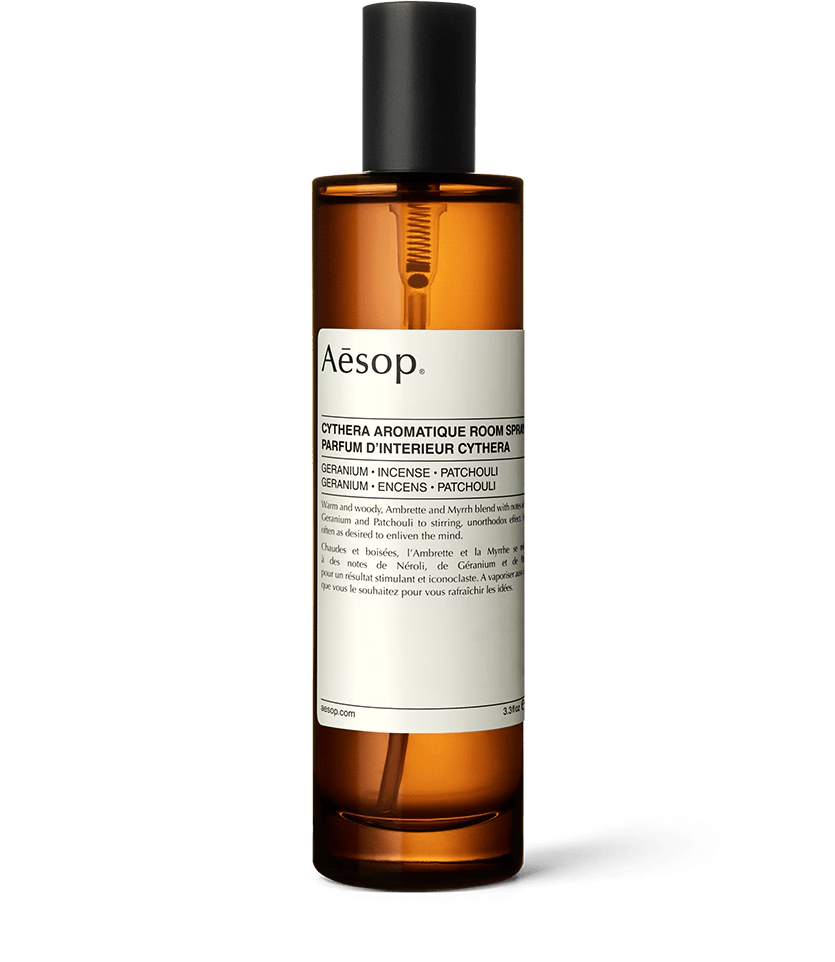 Aēsop®
CYTHERA AROMATIQUE ROOM SPRAY
PARFUM D'INTERIEUR CYTHERA
GERANIUM • INCENSE • PATCHOULI
GERANIUM • ENCENS • PATCHOULI
Warm and woody, Ambrette and Myrrh blend with notes
Geranium and Patchouli to stirring, unorthodox effect.
often as desired to enliven the mind.
Chaudes et boisées, l'Ambrette et la Myrrhe se
à des notes de Néroli, de Géranium et de
pour un résultat stimulant et iconoclaste. A vaporiser
que vous le souhaitez pour vous rafraîchir les idées.
aesop.com
3.3floz